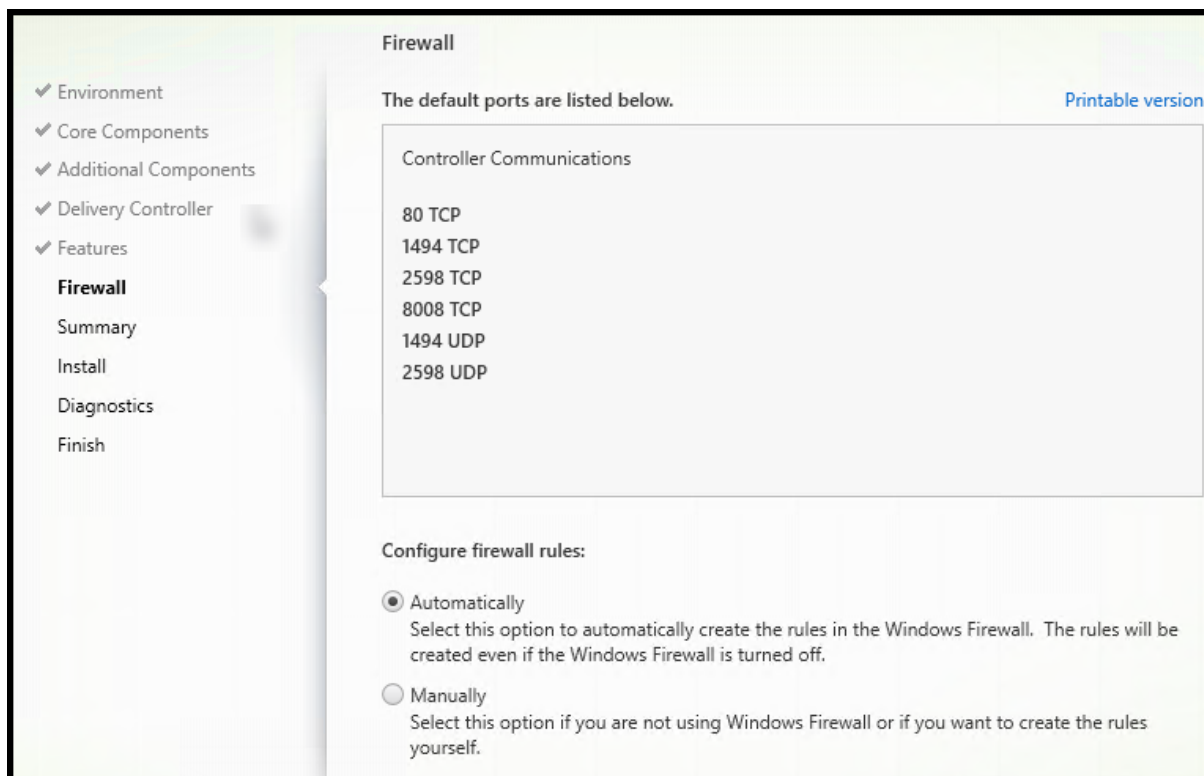 Firewall
Environment
Core Components
Additional Components
Delivery Controller
Features
Firewall
Summary
Install
Diagnostics
Finish
The default ports are listed below.
Printable version
Controller Communications
80 TCP
1494 TCP
2598 TCP
8008 TCP
1494 UDP
2598 UDP
Configure firewall rules:
Automatically
Select this option to automatically create the rules in the Windows Firewall. The rules will be
created even if the Windows Firewall is turned off.
Manually
Select this option if you are not using Windows Firewall or if you want to create the rules
yourself.